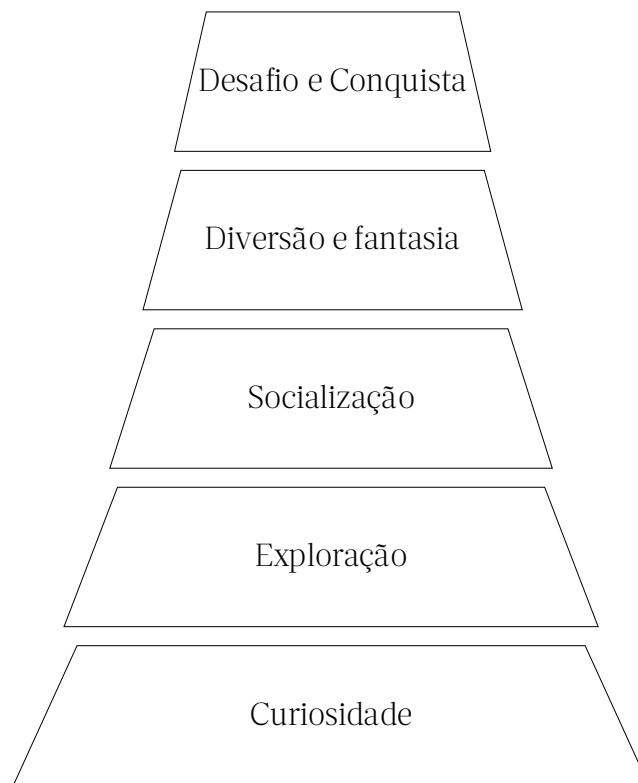 Desafio e Conquista
Diversão e fantasia
Socialização
Exploração
Curiosidade